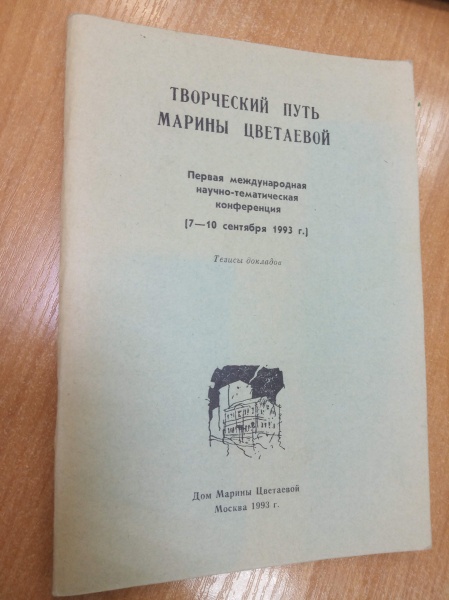 ТВОРЧЕСКИЙ ПУТЬ
МАРИНЫ ЦВЕТАЕВОЙ
Первая международная
научно-тематическая
конференция
(7—10 сентября 1993 г.)
Тезисы докладов
Дом Марины Цветаевой
Москва 1993 г.